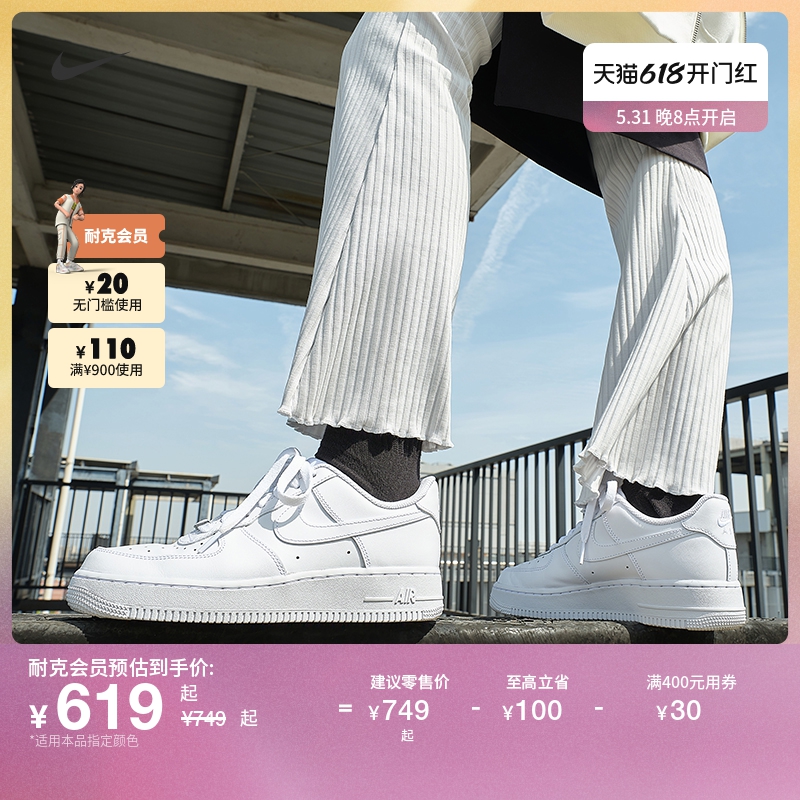 天猫618开门红
5.31 晚8点开启
耐克会员
¥20
无门槛使用
¥110
满¥900使用
AIR
耐克会员预估到手价:
¥619起 ¥749 起
*适用本品指定颜色
= 建议零售价 ¥749 起
- 至高立省 ¥100
- 满400元用券 ¥30